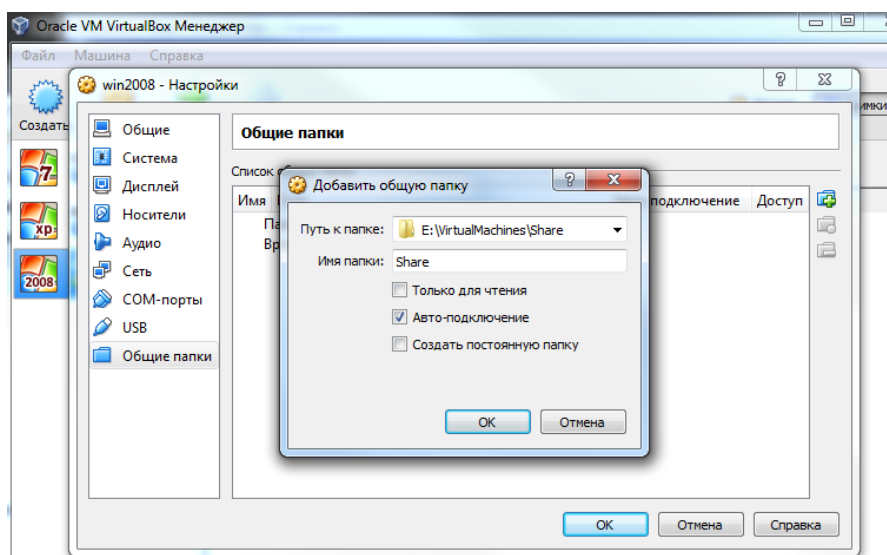 Oracle VM VirtualBox Менеджер
Файл Машина Справка
win2008 - Настройки
Создать
7
xp
2008
Общие
Система
Дисплей
Носители
Аудио
Сеть
COM-порты
USB
Общие папки
Общие папки
Список
Имя
подключение Доступ
Добавить общую папку
Путь к папке: E:\VirtualMachines\Share
Имя папки: Share
Только для чтения
Авто-подключение
Создать постоянную папку
OK Отмена
OK Отмена Справка